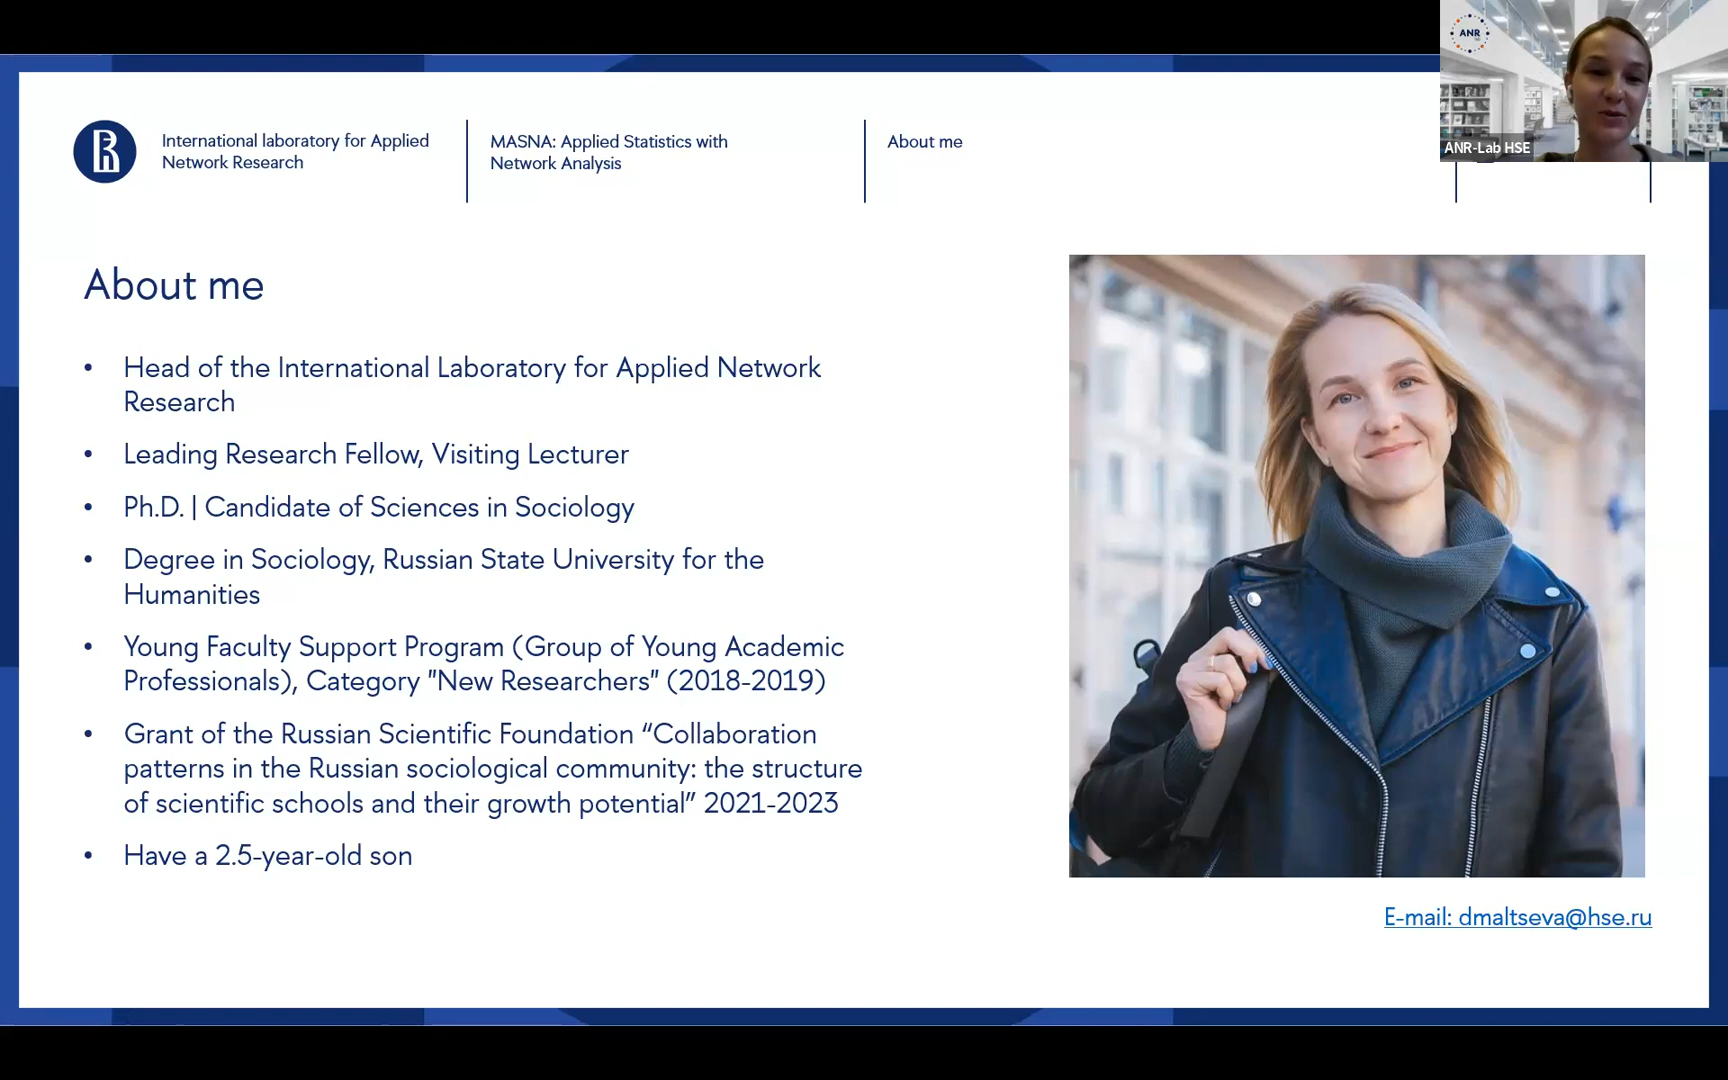 International laboratory for Applied
Network Research
MASNA: Applied Statistics with
Network Analysis
About me
ANR
ANR-Lab HSE
About me
• Head of the International Laboratory for Applied Network
Research
• Leading Research Fellow, Visiting Lecturer
• Ph.D. | Candidate of Sciences in Sociology
• Degree in Sociology, Russian State University for the
Humanities
• Young Faculty Support Program (Group of Young Academic
Professionals), Category "New Researchers" (2018-2019)
• Grant of the Russian Scientific Foundation “Collaboration
patterns in the Russian sociological community: the structure
of scientific schools and their growth potential” 2021-2023
• Have a 2.5-year-old son
E-mail: dmaltseva@hse.ru